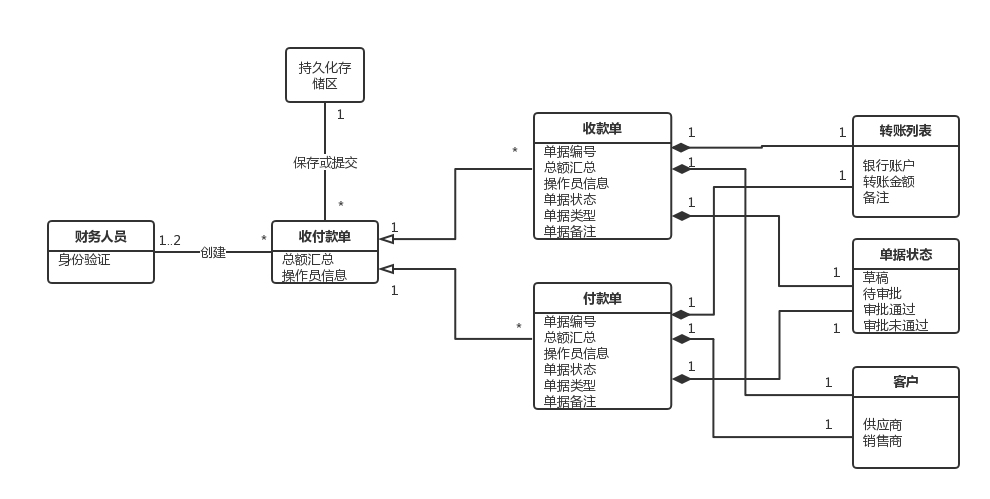 持久化存
储区
1
保存或提交
*
财务人员
身份验证
1..2
创建
*
收付款单
总额汇总
操作员信息
1
1
*
*
收款单
单据编号
总额汇总
操作员信息
单据状态
单据类型
单据备注
1
1
1
付款单
单据编号
总额汇总
操作员信息
单据状态
单据类型
单据备注
1
1
1
1
1
转账列表
银行账户
转账金额
备注
1
1
单据状态
草稿
待审批
审批通过
审批未通过
1
1
客户
供应商
销售商